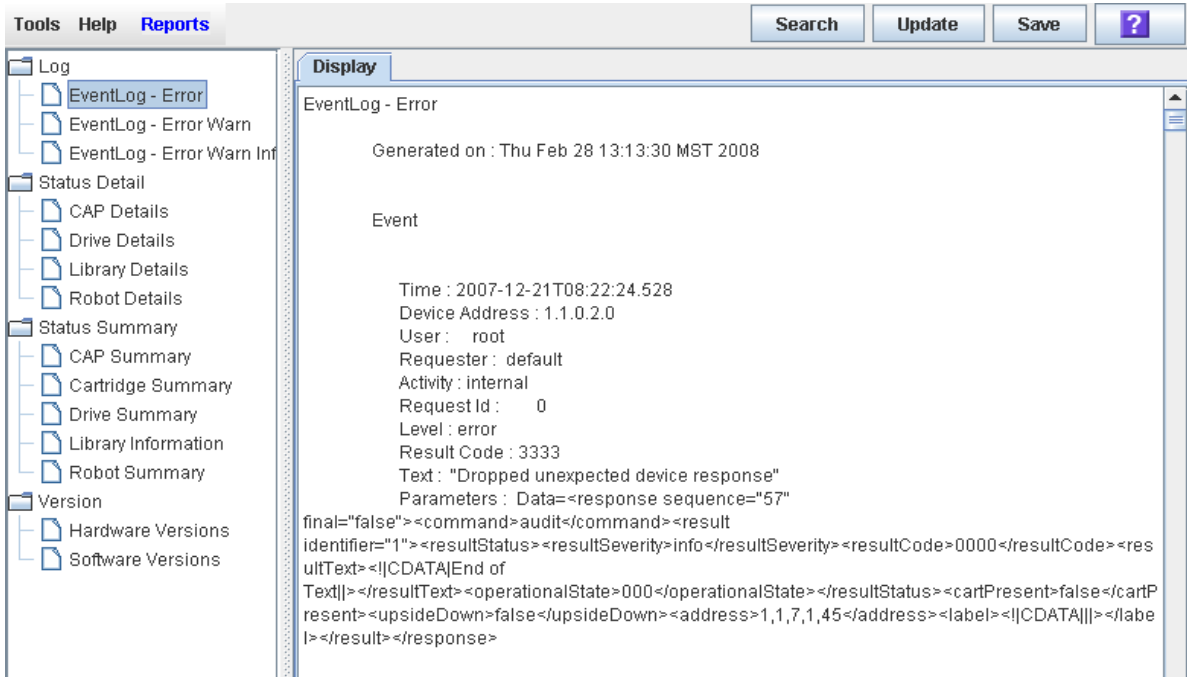 Tools Help Reports
Search Update Save ?
Log
EventLog - Error
EventLog - Error Warn
EventLog - Error Warn Inf
Status Detail
CAP Details
Drive Details
Library Details
Robot Details
Status Summary
CAP Summary
Cartridge Summary
Drive Summary
Library Information
Robot Summary
Version
Hardware Versions
Software Versions
Display
EventLog - Error
Generated on : Thu Feb 28 13:13:30 MST 2008
Event
Time : 2007-12-21T08:22:24.528
Device Address : 1.1.0.2.0
User : root
Requester : default
Activity : internal
Request Id : 0
Level : error
Result Code : 3333
Text : "Dropped unexpected device response"
Parameters : Data=<response sequence="57"
final="false"><command>audit</command><result
identifier="1"><resultStatus><resultSeverity>info</resultSeverity><resultCode>0000</resultCode><res
ultText><!|CDATA|End of
Text||></resultText><operationalState>000</operationalState></resultStatus><cartPresent>false</cartP
resent><upsideDown>false</upsideDown><address>1,1,7,1,45</address><label><!|CDATA|||></labe
l></result></response>